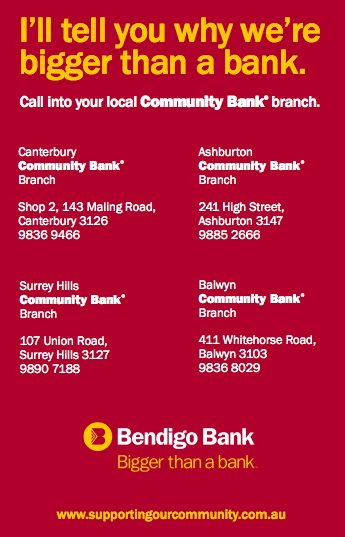 I'll tell you why we're
bigger than a bank.
Call into your local Community Bank® branch.
Canterbury
Community Bank®
Branch
Shop 2, 143 Maling Road,
Canterbury 3126
9836 9466
Ashburton
Community Bank®
Branch
241 High Street,
Ashburton 3147
9885 2666
Surrey Hills
Community Bank®
Branch
107 Union Road,
Surrey Hills 3127
9890 7188
Balwyn
Community Bank®
Branch
411 Whitehorse Road,
Balwyn 3103
9836 8029
Bendigo Bank
Bigger than a bank.
www.supportingourcommunity.com.au